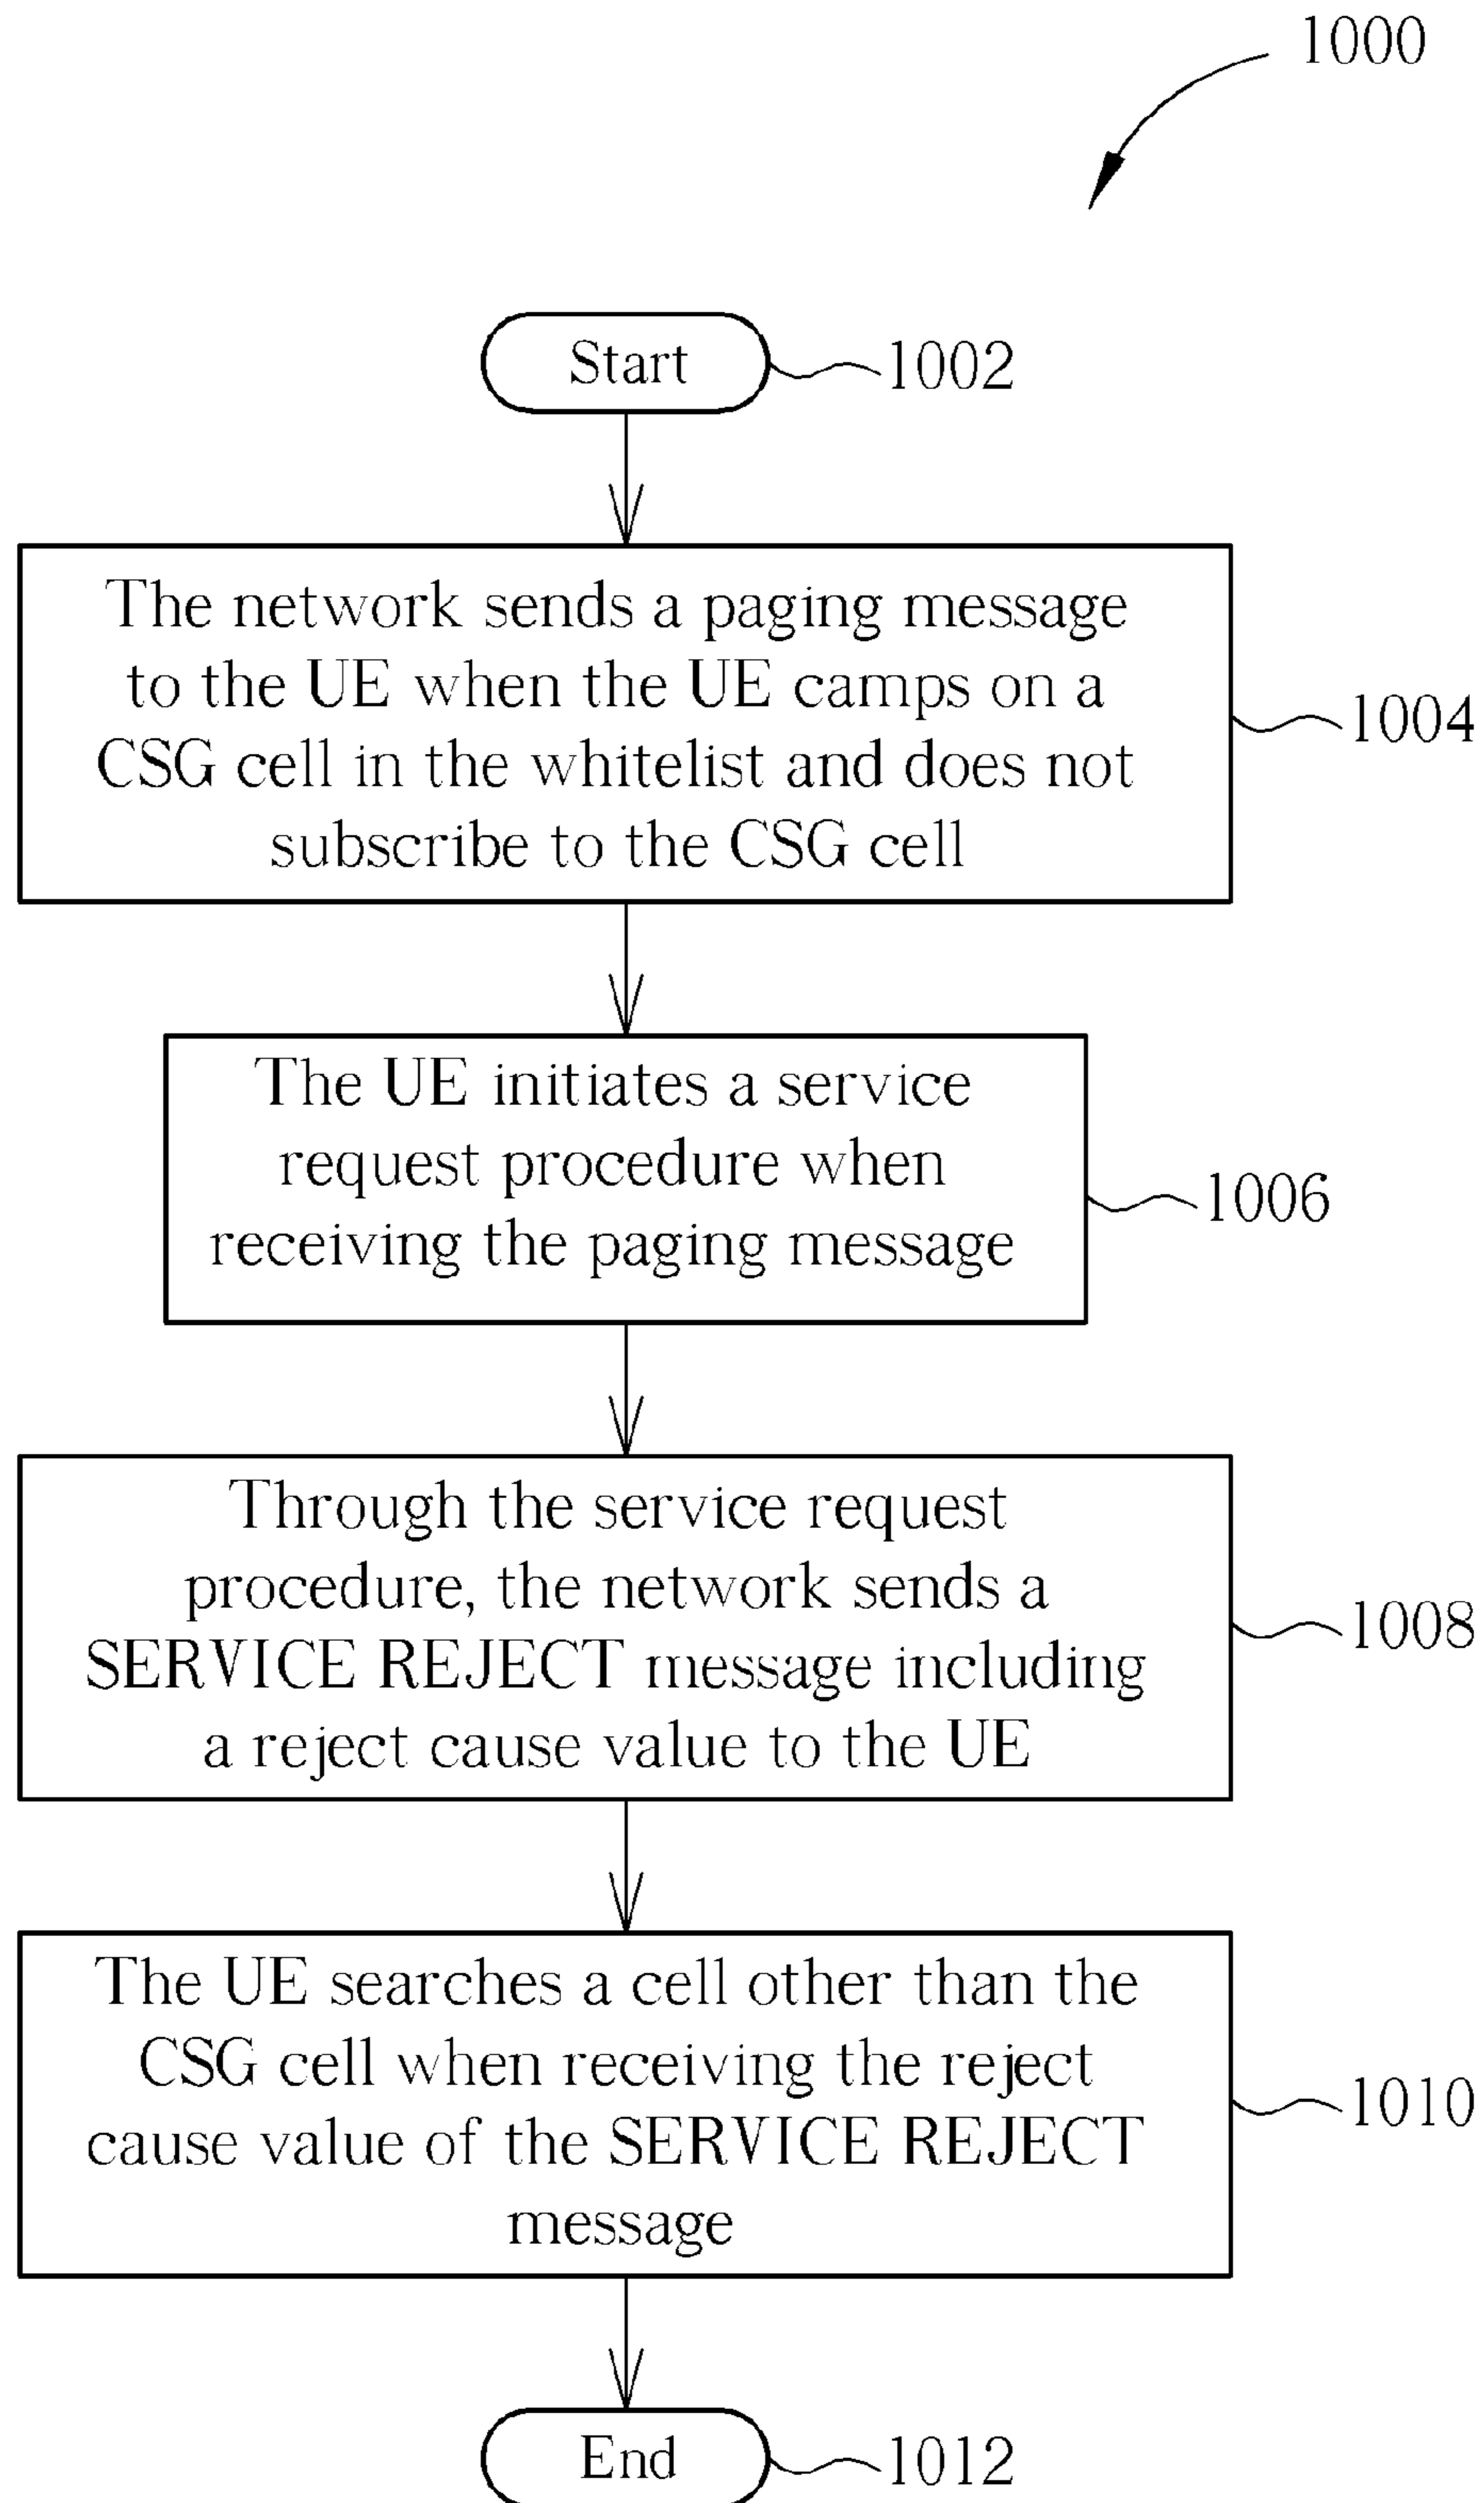 1000
Start
1002
The network sends a paging message
to the UE when the UE camps on a
CSG cell in the whitelist and does not
subscribe to the CSG cell
1004
The UE initiates a service
request procedure when
receiving the paging message
1006
Through the service request
procedure, the network sends a
SERVICE REJECT message including
a reject cause value to the UE
1008
The UE searches a cell other than the
CSG cell when receiving the reject
cause value of the SERVICE REJECT
message
1010
End
1012